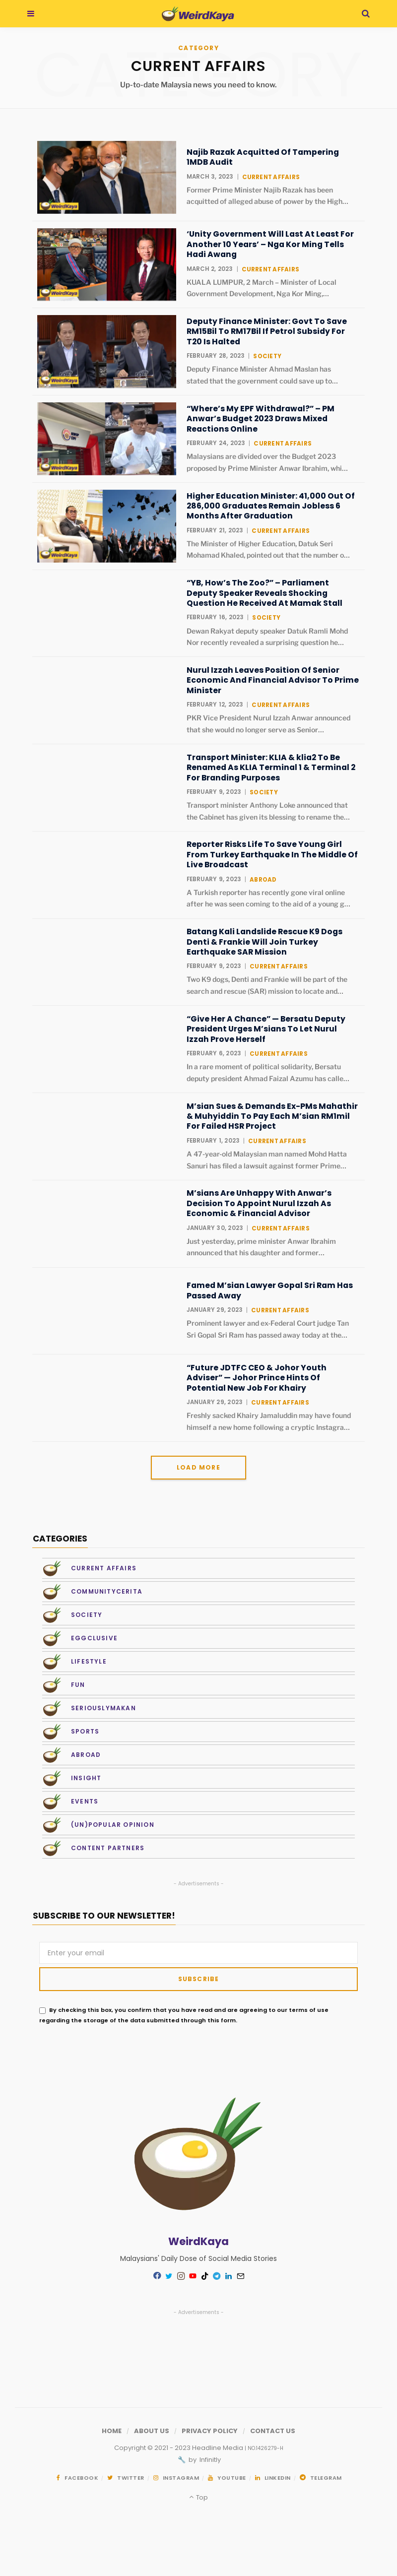 WeirdKaya
CATEGORY
CATEGORY
CURRENT AFFAIRS
Up-to-date Malaysia news you need to know.
WeirdKaya
Najib Razak Acquitted Of Tampering
1MDB Audit
MARCH 3, 2023 | CURRENT AFFAIRS
Former Prime Minister Najib Razak has been
acquitted of alleged abuse of power by the High…
WeirdKaya
‘Unity Government Will Last At Least For
Another 10 Years’ – Nga Kor Ming Tells
Hadi Awang
MARCH 2, 2023 | CURRENT AFFAIRS
KUALA LUMPUR, 2 March – Minister of Local
Government Development, Nga Kor Ming,…
WeirdKaya
Deputy Finance Minister: Govt To Save
RM15Bil To RM17Bil If Petrol Subsidy For
T20 Is Halted
FEBRUARY 28, 2023 | SOCIETY
Deputy Finance Minister Ahmad Maslan has
stated that the government could save up to…
WeirdKaya
“Where’s My EPF Withdrawal?” – PM
Anwar’s Budget 2023 Draws Mixed
Reactions Online
FEBRUARY 24, 2023 | CURRENT AFFAIRS
Malaysians are divided over the Budget 2023
proposed by Prime Minister Anwar Ibrahim, whi…
WeirdKaya
Higher Education Minister: 41,000 Out Of
286,000 Graduates Remain Jobless 6
Months After Graduation
FEBRUARY 21, 2023 | CURRENT AFFAIRS
The Minister of Higher Education, Datuk Seri
Mohamad Khaled, pointed out that the number o…
“YB, How’s The Zoo?” – Parliament
Deputy Speaker Reveals Shocking
Question He Received At Mamak Stall
FEBRUARY 16, 2023 | SOCIETY
Dewan Rakyat deputy speaker Datuk Ramli Mohd
Nor recently revealed a surprising question he…
Nurul Izzah Leaves Position Of Senior
Economic And Financial Advisor To Prime
Minister
FEBRUARY 12, 2023 | CURRENT AFFAIRS
PKR Vice President Nurul Izzah Anwar announced
that she would no longer serve as Senior…
Transport Minister: KLIA & klia2 To Be
Renamed As KLIA Terminal 1 & Terminal 2
For Branding Purposes
FEBRUARY 9, 2023 | SOCIETY
Transport minister Anthony Loke announced that
the Cabinet has given its blessing to rename the…
Reporter Risks Life To Save Young Girl
From Turkey Earthquake In The Middle Of
Live Broadcast
FEBRUARY 9, 2023 | ABROAD
A Turkish reporter has recently gone viral online
after he was seen coming to the aid of a young g…
Batang Kali Landslide Rescue K9 Dogs
Denti & Frankie Will Join Turkey
Earthquake SAR Mission
FEBRUARY 9, 2023 | CURRENT AFFAIRS
Two K9 dogs, Denti and Frankie will be part of the
search and rescue (SAR) mission to locate and…
“Give Her A Chance” — Bersatu Deputy
President Urges M’sians To Let Nurul
Izzah Prove Herself
FEBRUARY 6, 2023 | CURRENT AFFAIRS
In a rare moment of political solidarity, Bersatu
deputy president Ahmad Faizal Azumu has calle…
M’sian Sues & Demands Ex-PMs Mahathir
& Muhyiddin To Pay Each M’sian RM1mil
For Failed HSR Project
FEBRUARY 1, 2023 | CURRENT AFFAIRS
A 47-year-old Malaysian man named Mohd Hatta
Sanuri has filed a lawsuit against former Prime…
M’sians Are Unhappy With Anwar’s
Decision To Appoint Nurul Izzah As
Economic & Financial Advisor
JANUARY 30, 2023 | CURRENT AFFAIRS
Just yesterday, prime minister Anwar Ibrahim
announced that his daughter and former…
Famed M’sian Lawyer Gopal Sri Ram Has
Passed Away
JANUARY 29, 2023 | CURRENT AFFAIRS
Prominent lawyer and ex-Federal Court judge Tan
Sri Gopal Sri Ram has passed away today at the…
“Future JDTFC CEO & Johor Youth
Adviser” — Johor Prince Hints Of
Potential New Job For Khairy
JANUARY 29, 2023 | CURRENT AFFAIRS
Freshly sacked Khairy Jamaluddin may have found
himself a new home following a cryptic Instagra…
LOAD MORE
CATEGORIES
CURRENT AFFAIRS
COMMUNITYCERITA
SOCIETY
EGGCLUSIVE
LIFESTYLE
FUN
SERIOUSLYMAKAN
SPORTS
ABROAD
INSIGHT
EVENTS
(UN)POPULAR OPINION
CONTENT PARTNERS
- Advertisements -
SUBSCRIBE TO OUR NEWSLETTER!
Enter your email
SUBSCRIBE
By checking this box, you confirm that you have read and are agreeing to our terms of use
regarding the storage of the data submitted through this form.
WeirdKaya
Malaysians' Daily Dose of Social Media Stories
- Advertisements -
HOME / ABOUT US / PRIVACY POLICY / CONTACT US
Copyright © 2021 - 2023 Headline Media | NO.1426279-H
🔧 by Infinitly
FACEBOOK / TWITTER / INSTAGRAM / YOUTUBE / LINKEDIN / TELEGRAM
Top